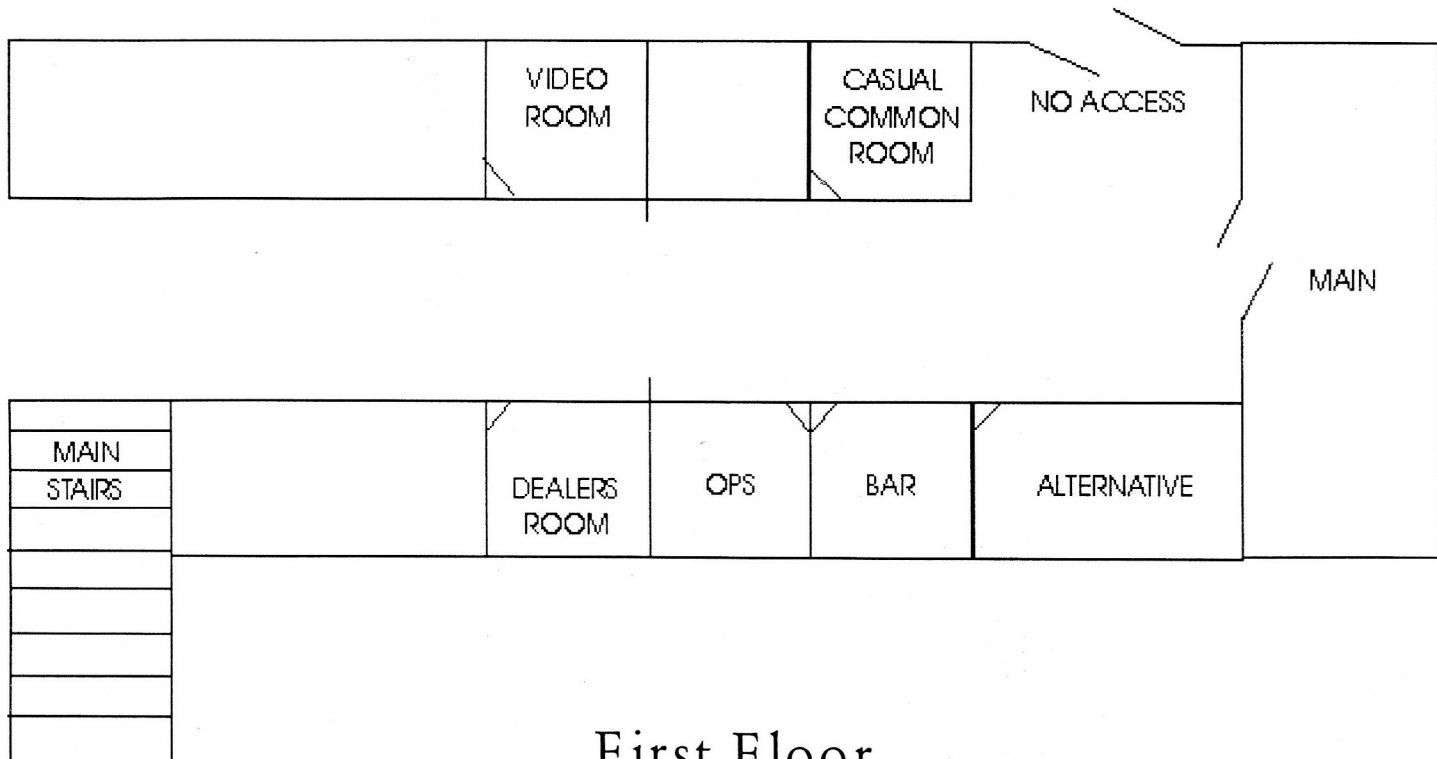 VIDEO
ROOM
CASUAL
COMMON
ROOM
NO ACCESS
MAIN
MAIN
STAIRS
DEALERS
ROOM
OPS
BAR
ALTERNATIVE
First Floor